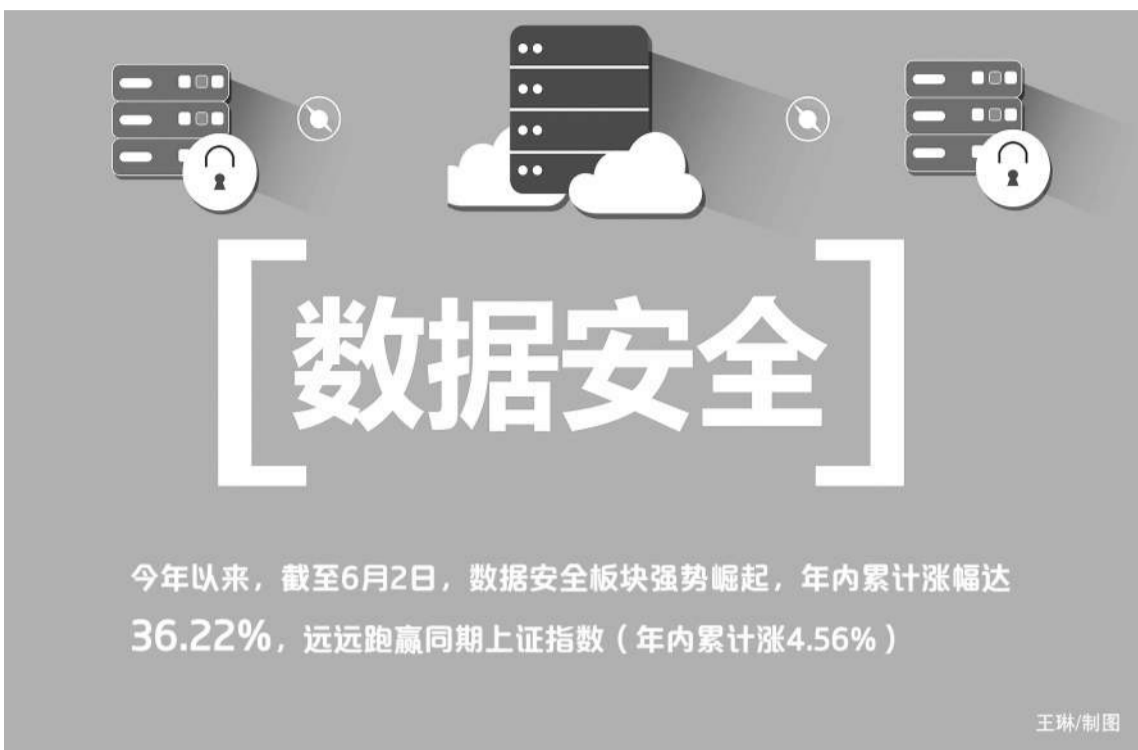 [数据安全]
今年以来，截至6月2日，数据安全板块强势崛起，年内累计涨幅达
36.22%，远远跑赢同期上证指数（年内累计涨4.56%）
王琳/制图